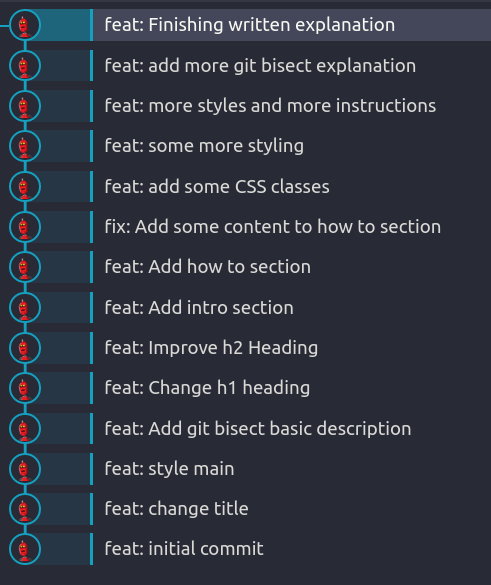 feat: Finishing written explanation
feat: add more git bisect explanation
feat: more styles and more instructions
feat: some more styling
feat: add some CSS classes
fix: Add some content to how to section
feat: Add how to section
feat: Add intro section
feat: Improve h2 Heading
feat: Change h1 heading
feat: Add git bisect basic description
feat: style main
feat: change title
feat: initial commit